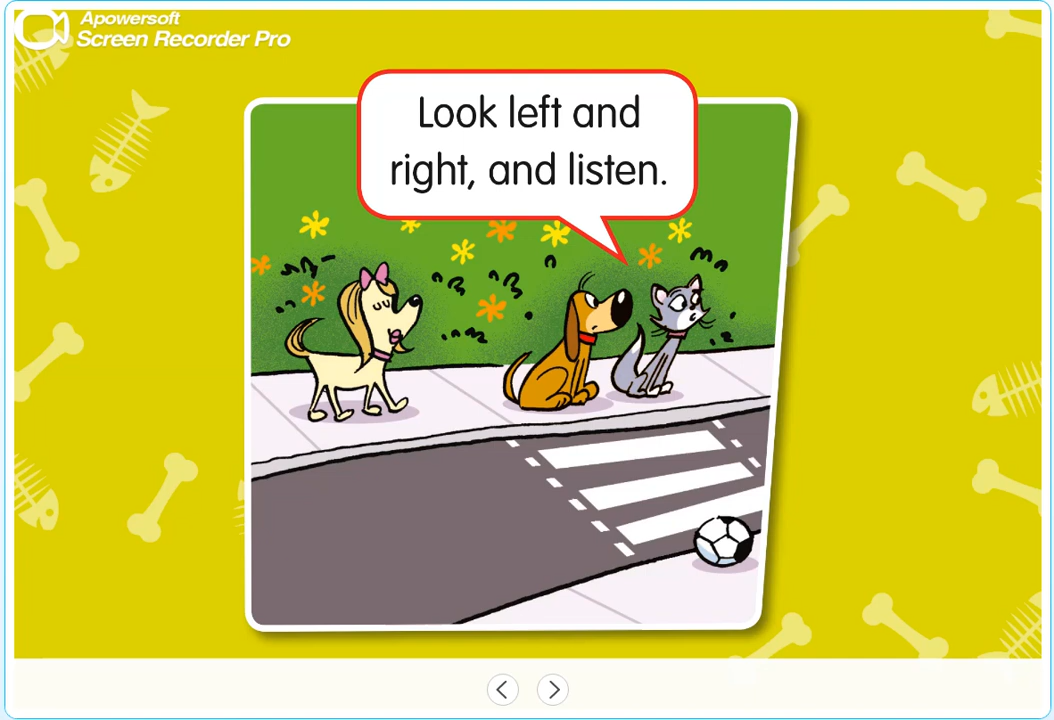 Apowersoft
Screen Recorder Pro
Look left and
right, and listen.